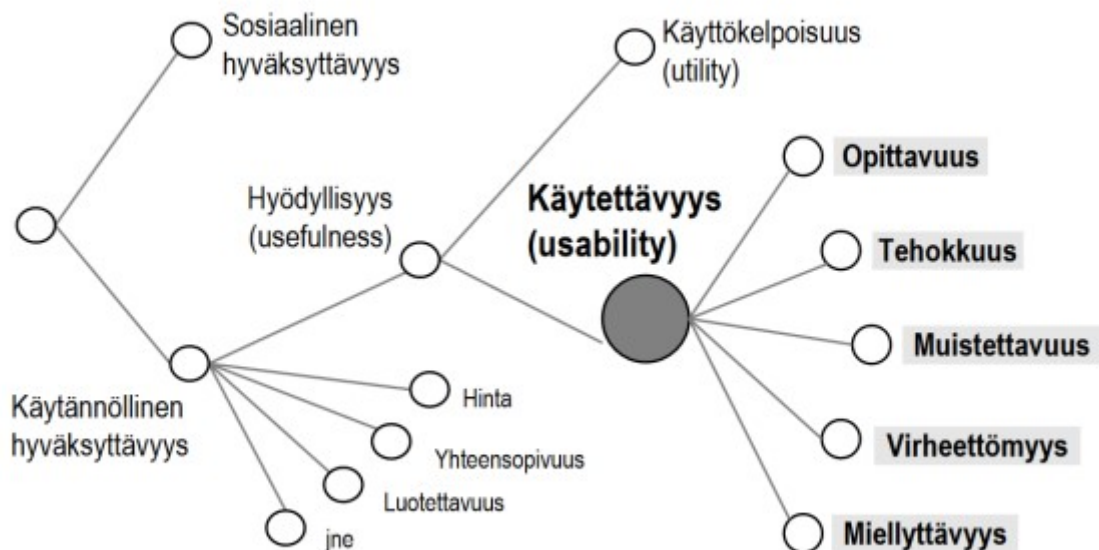 Sosiaalinen
hyväksyttävyys
Käyttökelpoisuus
(utility)
Opittavuus
Hyödyllisyys
(usefulness)
Käytettävyys
(usability)
Tehokkuus
Muistettavuus
Käytännöllinen
hyväksyttävyys
Hinta
Yhteensopivuus
Luotettavuus
jne
Virheettömyys
Miellyttävyys